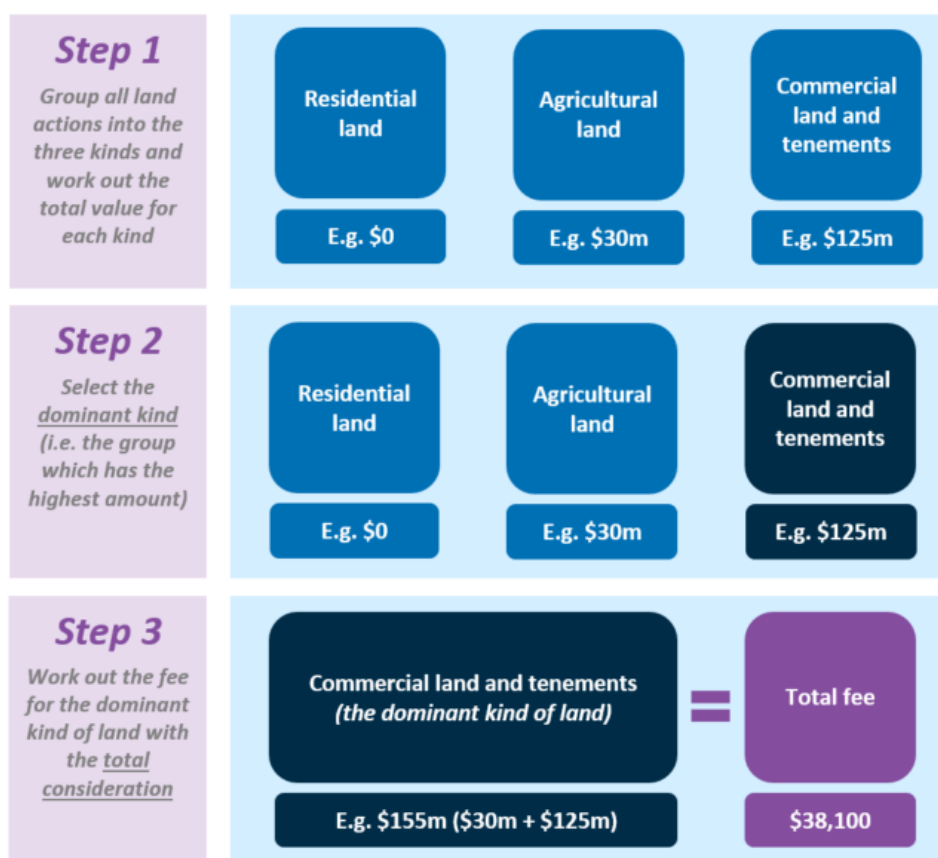 Step 1
Group all land
actions into the
three kinds and
work out the
total value for
each kind
Residential
land
E.g. $0
Agricultural
land
E.g. $30m
Commercial
land and
tenements
E.g. $125m
Step 2
Select the
dominant kind
(i.e. the group
which has the
highest amount)
Residential
land
E.g. $0
Agricultural
land
E.g. $30m
Commercial
land and
tenements
E.g. $125m
Step 3
Work out the fee
for the dominant
kind of land with
the total
consideration
Commercial land and tenements
(the dominant kind of land)
E.g. $155m ($30m + $125m)
=
Total fee
$38,100